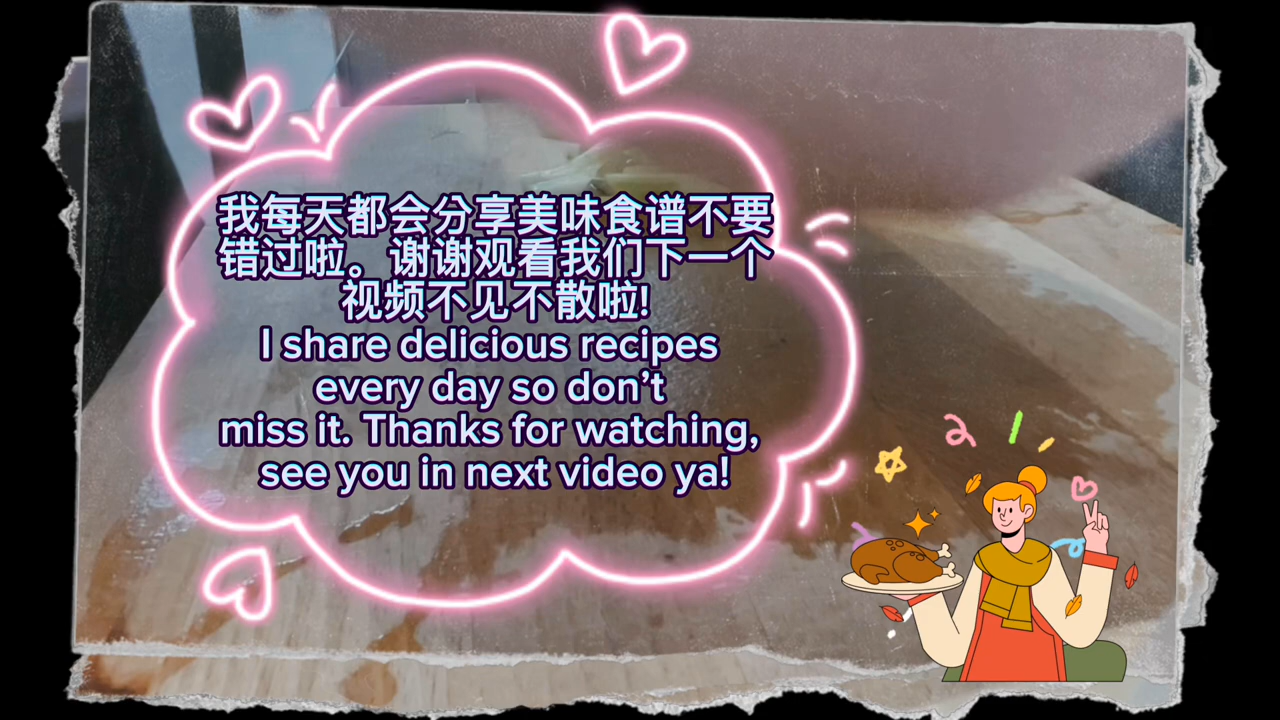 我每天都会分享美味食谱不要
错过啦。谢谢观看我们下一个
视频不见不散啦!
I share delicious recipes
every day so don’t
miss it. Thanks for watching,
see you in next video ya!